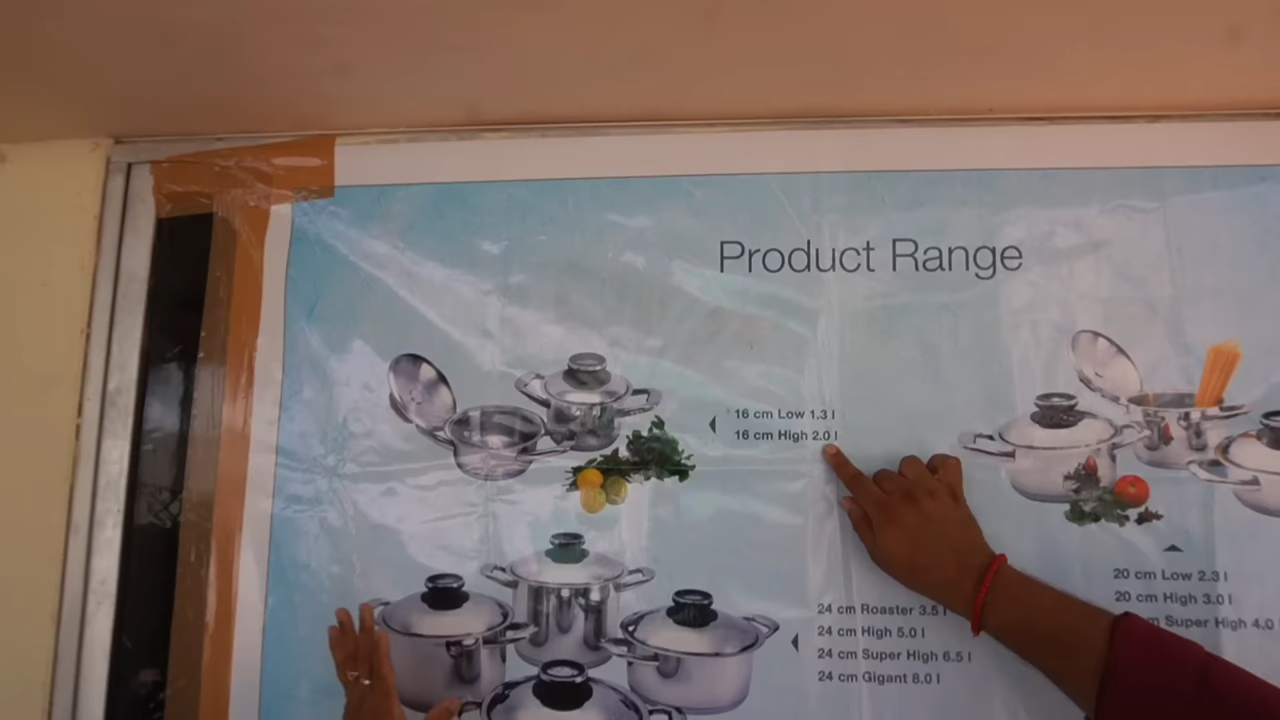 Product Range
16 cm Low 1.3 l
16 cm High 2.0 l
20 cm Low 2.3 l
20 cm High 3.0 l
Super High 4.0
24 cm Roaster 3.5 l
24 cm High 5.0 l
24 cm Super High 6.5 l
24 cm Gigant 8.0 l